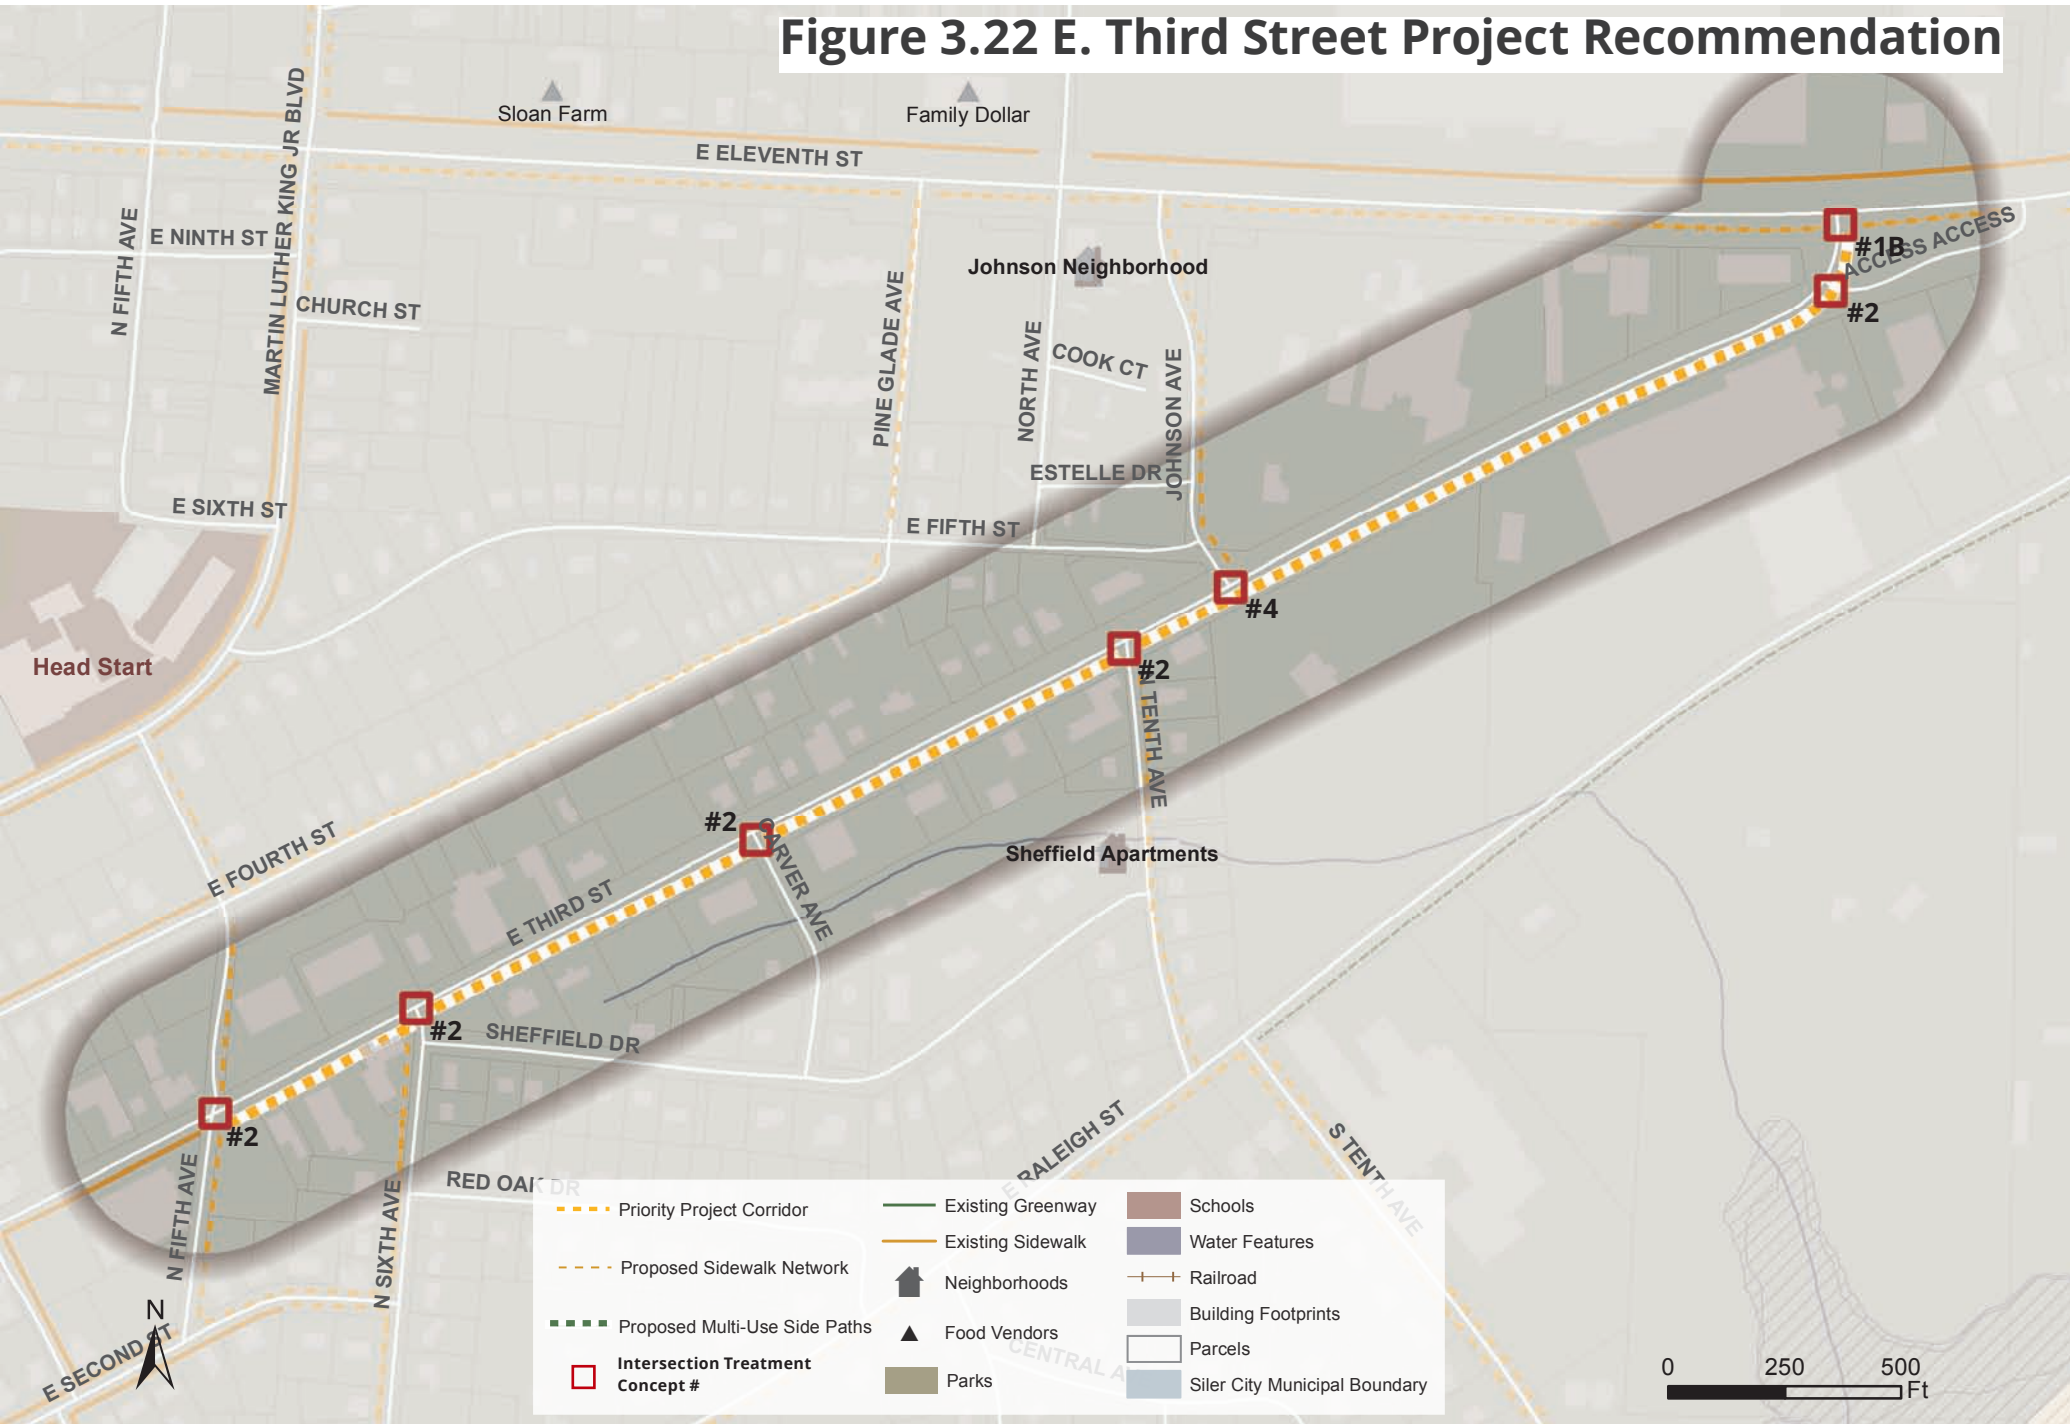 Figure 3.22 E. Third Street Project Recommendation
Sloan Farm
Family Dollar
E ELEVENTH ST
MARTIN LUTHER KING JR BLVD
N FIFTH AVE
E NINTH ST
CHURCH ST
PINE GLADE AVE
Johnson Neighborhood
NORTH AVE
COOK CT
JOHNSON AVE
ESTELLE DR
E SIXTH ST
E FIFTH ST
#1B
ACCESS ACCESS
#2
#4
#2
N TENTH AVE
Head Start
#2
CARVER AVE
Sheffield Apartments
E FOURTH ST
E THIRD ST
#2
SHEFFIELD DR
#2
N FIFTH AVE
N SIXTH AVE
RED OAK DR
E RALEIGH ST
S TENTH AVE
E SECOND ST
N
Priority Project Corridor
Proposed Sidewalk Network
Proposed Multi-Use Side Paths
Intersection Treatment
Concept #
Existing Greenway
Existing Sidewalk
Neighborhoods
Food Vendors
Parks
CENTRAL A
Schools
Water Features
Railroad
Building Footprints
Parcels
Siler City Municipal Boundary
0 250 500
Ft